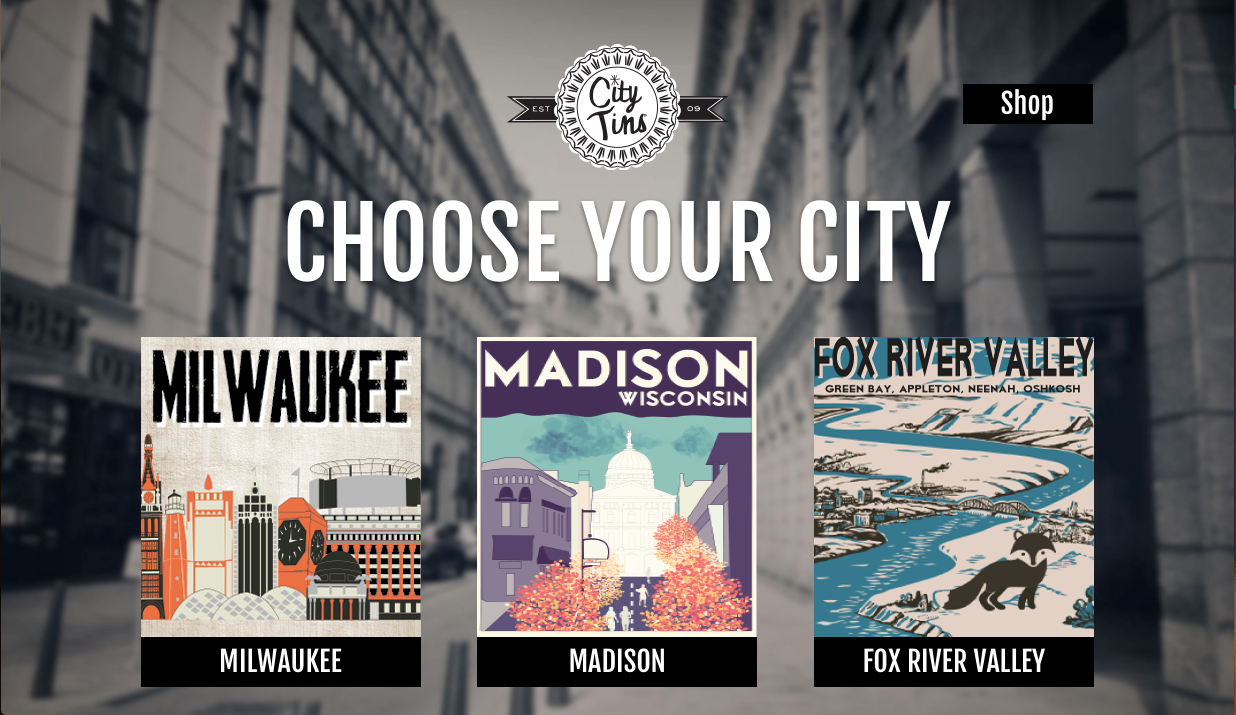 EST
City
Tins
09
Shop
CHOOSE YOUR CITY
MILWAUKEE
MADISON
WISCONSIN
FOX RIVER VALLEY
GREEN BAY, APPLETON, NEENAH, OSHKOSH
MILWAUKEE
MADISON
FOX RIVER VALLEY